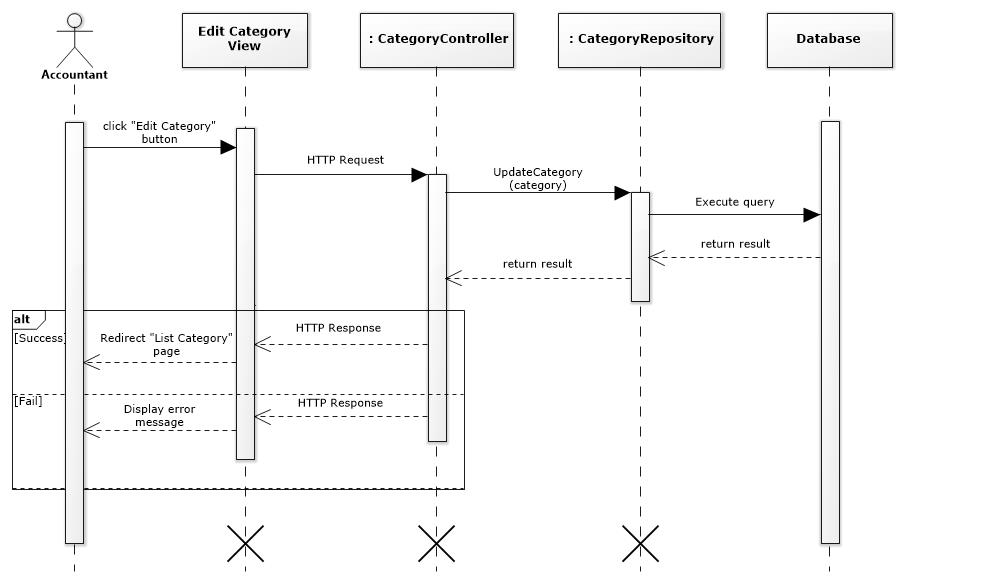 Edit Category
View
: CategoryController
: CategoryRepository
Database
Accountant
click "Edit Category"
button
HTTP Request
UpdateCategory
(category)
Execute query
return result
return result
alt
[Success]
HTTP Response
Redirect "List Category"
page
[Fail]
HTTP Response
Display error
message